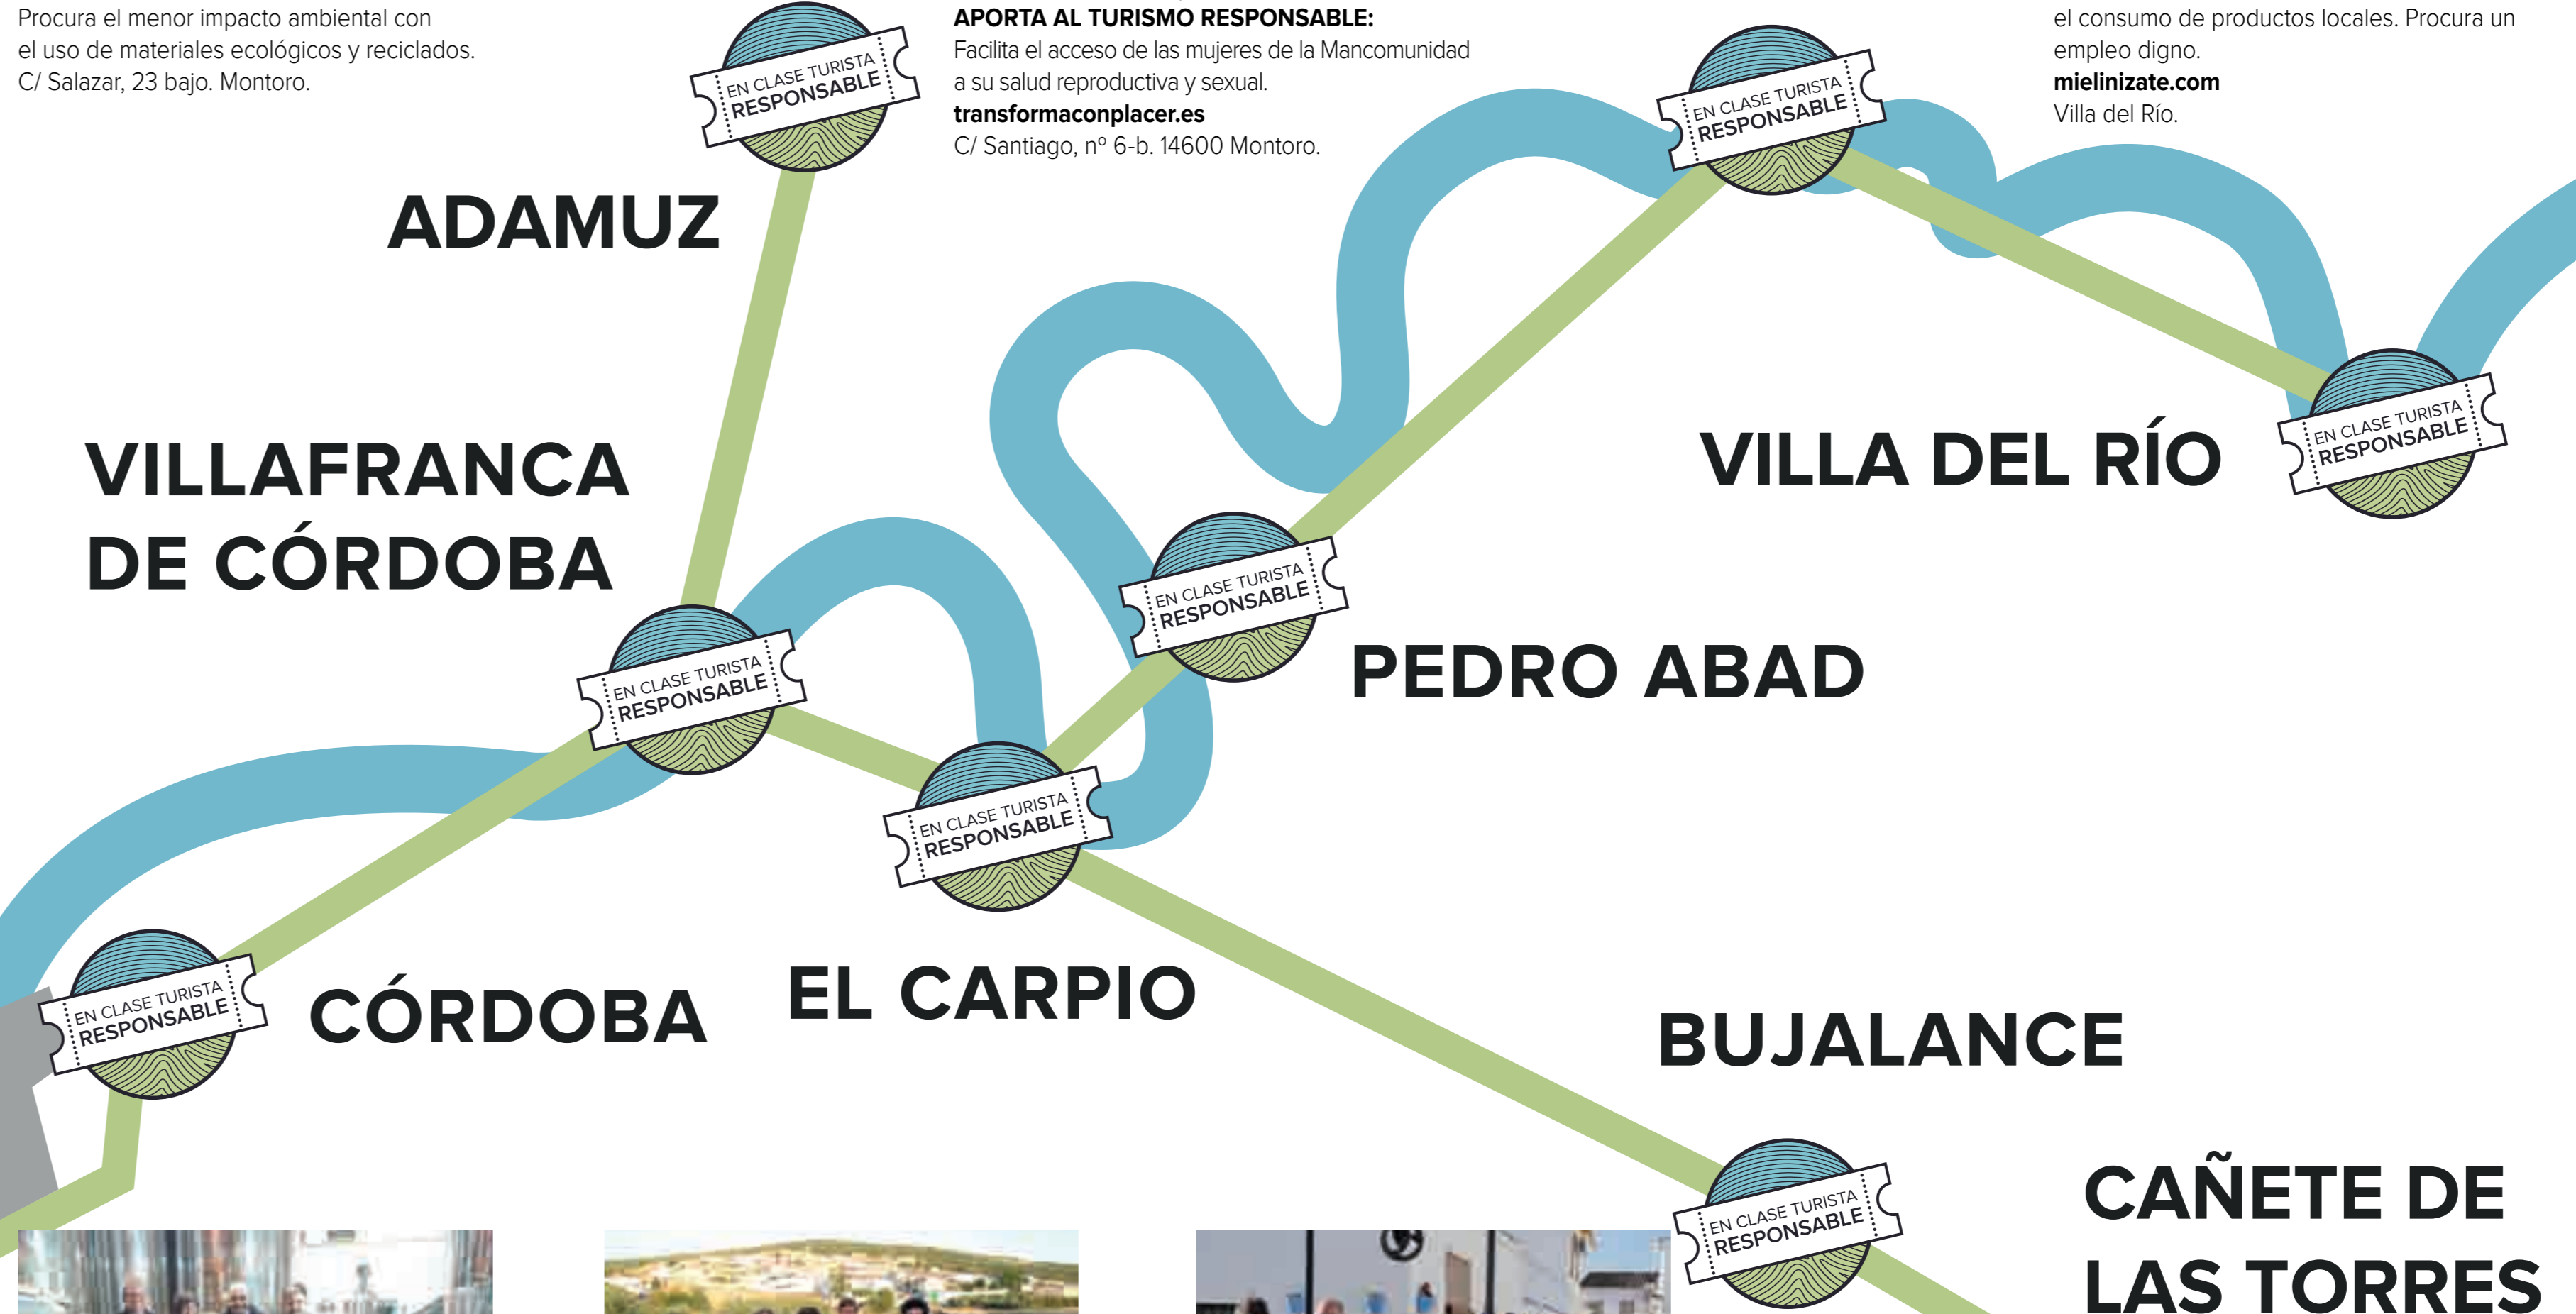 Procura el menor impacto ambiental con
el uso de materiales ecológicos y reciclados.
C/ Salazar, 23 bajo. Montoro.
APORTA AL TURISMO RESPONSABLE:
Facilita el acceso de las mujeres de la Mancomunidad
a su salud reproductiva y sexual.
transformaconplacer.es
C/ Santiago, nº 6-b. 14600 Montoro.
el consumo de productos locales. Procura un
empleo digno.
mielinizate.com
Villa del Río.
EN CLASE TURISTA
RESPONSABLE
ADAMUZ
EN CLASE TURISTA
RESPONSABLE
VILLAFRANCA
DE CÓRDOBA
EN CLASE TURISTA
RESPONSABLE
VILLA DEL RÍO
EN CLASE TURISTA
RESPONSABLE
PEDRO ABAD
EN CLASE TURISTA
RESPONSABLE
EN CLASE TURISTA
RESPONSABLE
EL CARPIO
EN CLASE TURISTA
RESPONSABLE
CÓRDOBA
BUJALANCE
EN CLASE TURISTA
RESPONSABLE
CAÑETE DE
LAS TORRES